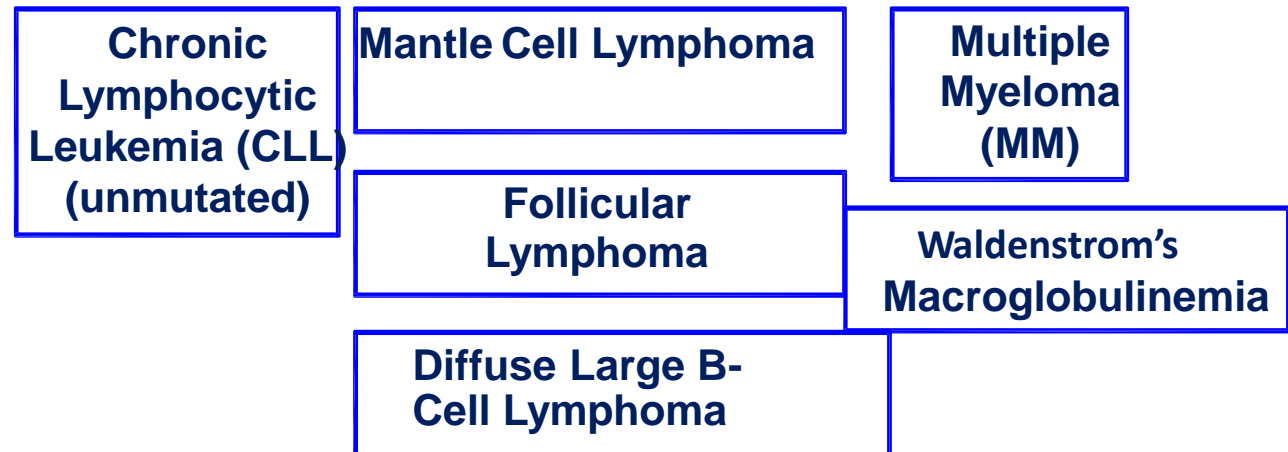 Chronic
Lymphocytic
Leukemia (CLL)
(unmutated)
Mantle Cell Lymphoma
Follicular
Lymphoma
Diffuse Large B-
Cell Lymphoma
Multiple
Myeloma
(MM)
Waldenstrom’s
Macroglobulinemia